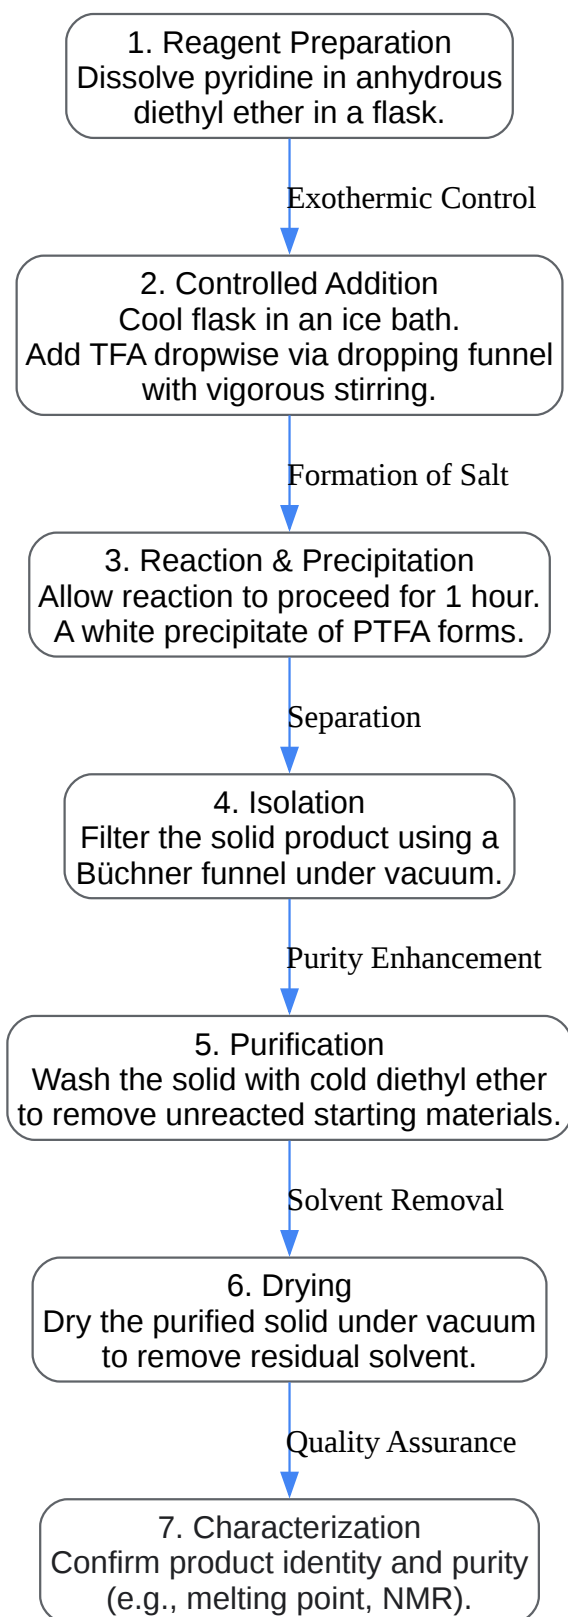 1. Reagent Preparation
Dissolve pyridine in anhydrous
diethyl ether in a flask.
Exothermic Control
2. Controlled Addition
Cool flask in an ice bath.
Add TFA dropwise via dropping funnel
with vigorous stirring.
Formation of Salt
3. Reaction & Precipitation
Allow reaction to proceed for 1 hour.
A white precipitate of PTFA forms.
Separation
4. Isolation
Filter the solid product using a
Büchner funnel under vacuum.
Purity Enhancement
5. Purification
Wash the solid with cold diethyl ether
to remove unreacted starting materials.
Solvent Removal
6. Drying
Dry the purified solid under vacuum
to remove residual solvent.
Quality Assurance
7. Characterization
Confirm product identity and purity
(e.g., melting point, NMR).